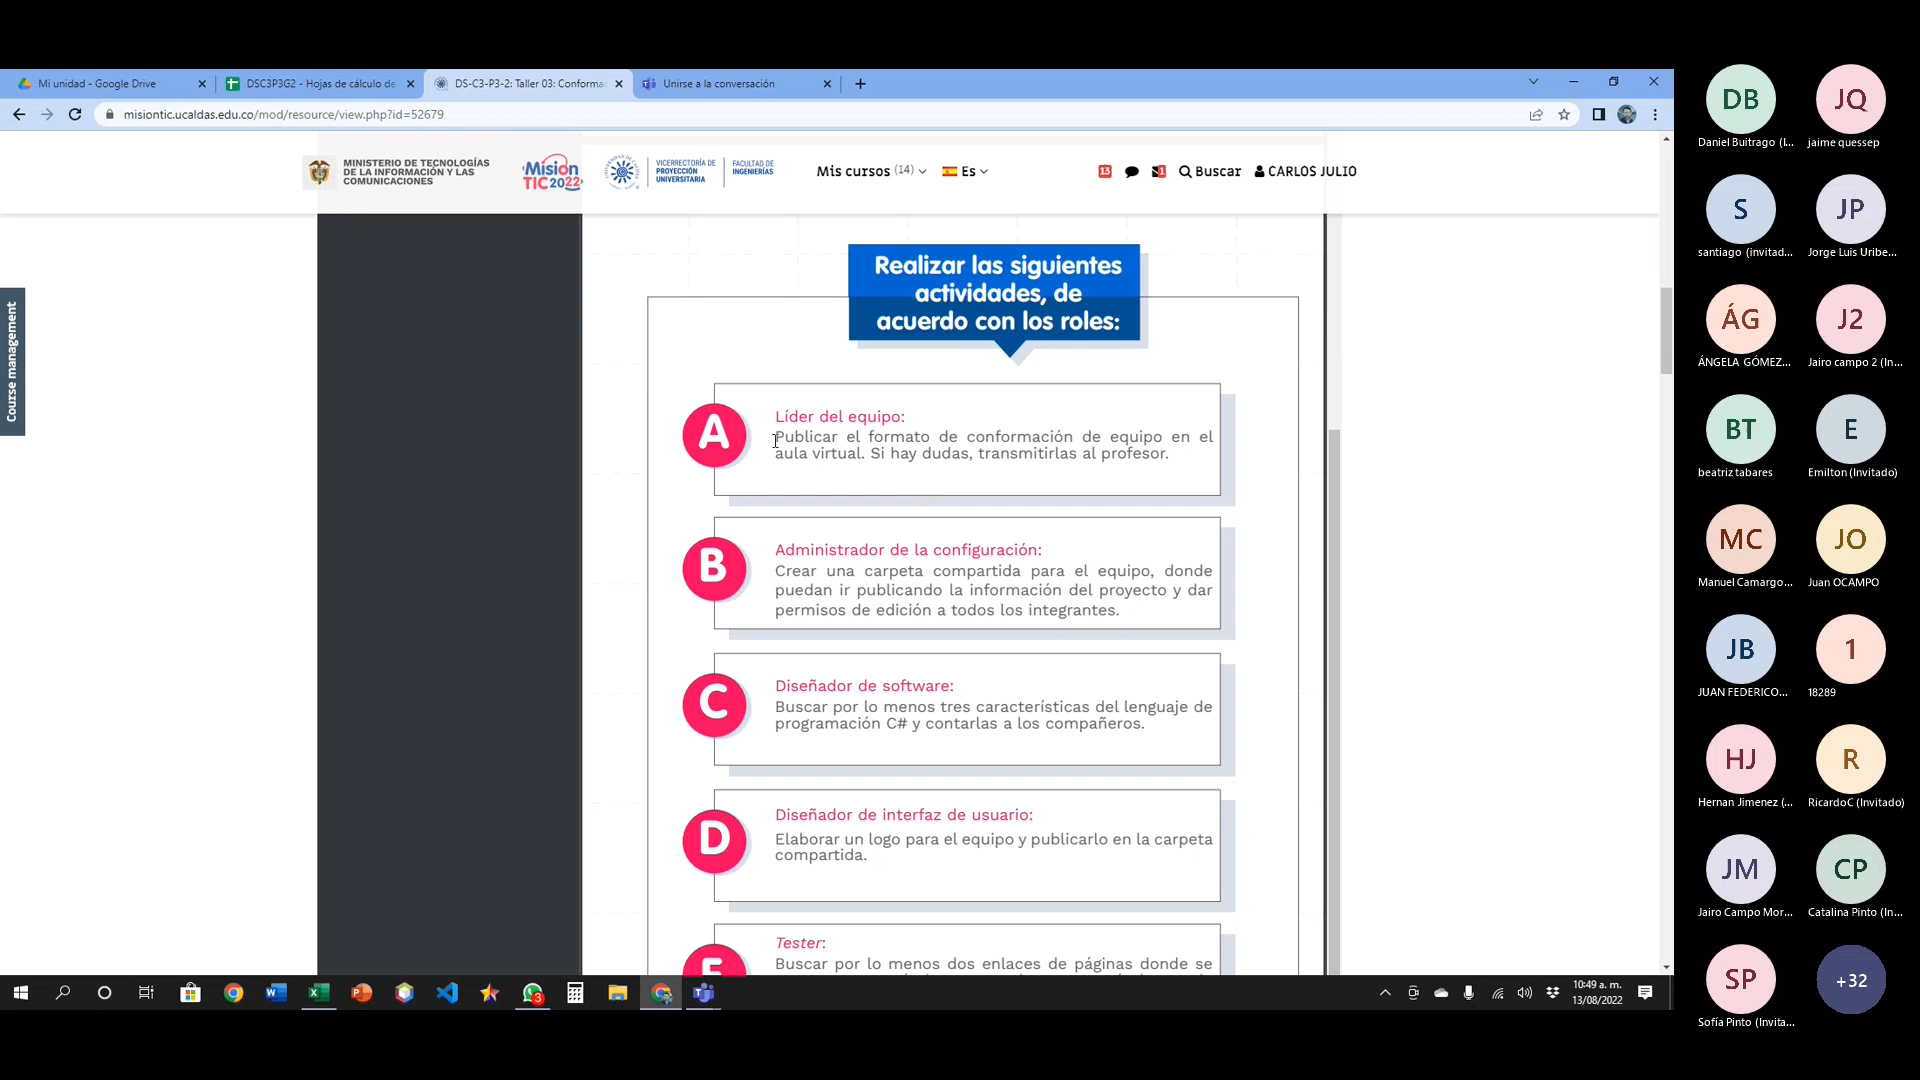 Mi unidad - Google Drive
DSC3P3G2 - Hojas de cálculo de
DS-C3-P3-2: Taller 03: Conforma
Unirse a la conversación
misiontic.ucaldas.edu.co/mod/resource/view.php?id=52679
MINISTERIO DE TECNOLOGÍAS
DE LA INFORMACIÓN Y LAS
COMUNICACIONES
Misión
TIC 2022
VICERRECTORÍA DE
PROYECCIÓN
UNIVERSITARIA
FACULTAD DE
INGENIERÍAS
Mis cursos (14)
Es
13
1
Buscar
CARLOS JULIO
Course management
Realizar las siguientes
actividades, de
acuerdo con los roles:
A
Líder del equipo:
Publicar el formato de conformación de equipo en el
aula virtual. Si hay dudas, transmitirlas al profesor.
B
Administrador de la configuración:
Crear una carpeta compartida para el equipo, donde
puedan ir publicando la información del proyecto y dar
permisos de edición a todos los integrantes.
C
Diseñador de software:
Buscar por lo menos tres características del lenguaje de
programación C# y contarlas a los compañeros.
D
Diseñador de interfaz de usuario:
Elaborar un logo para el equipo y publicarlo en la carpeta
compartida.
E
Tester:
Buscar por lo menos dos enlaces de páginas donde se
3
10:49 a. m.
13/08/2022
DB
Daniel Buitrago (I...
JQ
jaime quessep
S
santiago (invitad...
JP
Jorge Luis Uribe...
ÁG
ÁNGELA GÓMEZ...
J2
Jairo campo 2 (In...
BT
beatriz tabares
E
Emilton (Invitado)
MC
Manuel Camargo...
JO
Juan OCAMPO
JB
JUAN FEDERICO...
1
18289
HJ
Hernan Jimenez (...
R
RicardoC (Invitado)
JM
Jairo Campo Mor...
CP
Catalina Pinto (In...
SP
Sofía Pinto (Invita...
+32